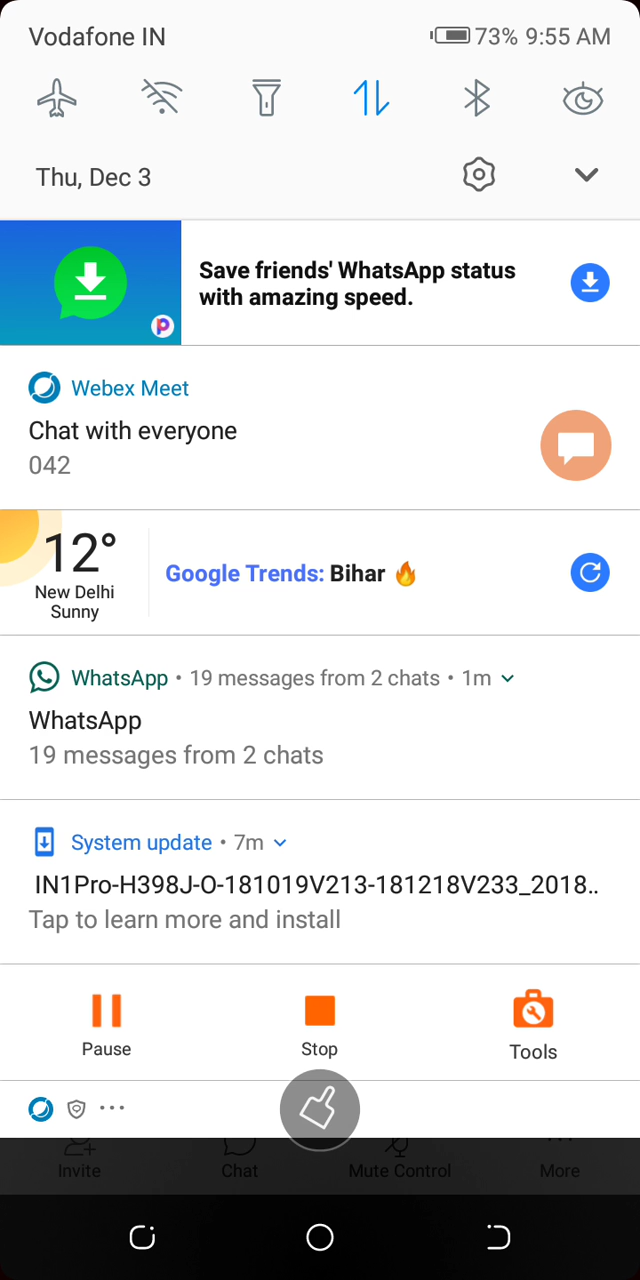 Vodafone IN
73% 9:55 AM
Thu, Dec 3
Save friends' WhatsApp status
with amazing speed.
Webex Meet
Chat with everyone
042
12°
New Delhi
Sunny
Google Trends: Bihar 🔥
WhatsApp • 19 messages from 2 chats • 1m
WhatsApp
19 messages from 2 chats
System update • 7m
IN1Pro-H398J-O-181019V213-181218V233_2018..
Tap to learn more and install
Pause
Stop
Tools
Invite
Chat
Mute Control
More